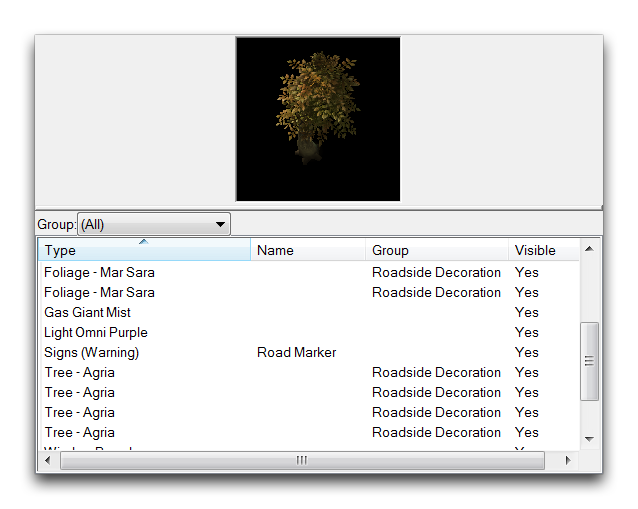 Group: (All)
Type Name Group Visible
Foliage - Mar Sara Roadside Decoration Yes
Foliage - Mar Sara Roadside Decoration Yes
Gas Giant Mist Yes
Light Omni Purple Yes
Signs (Warning) Road Marker Yes
Tree - Agria Roadside Decoration Yes
Tree - Agria Roadside Decoration Yes
Tree - Agria Roadside Decoration Yes
Tree - Agria Roadside Decoration Yes